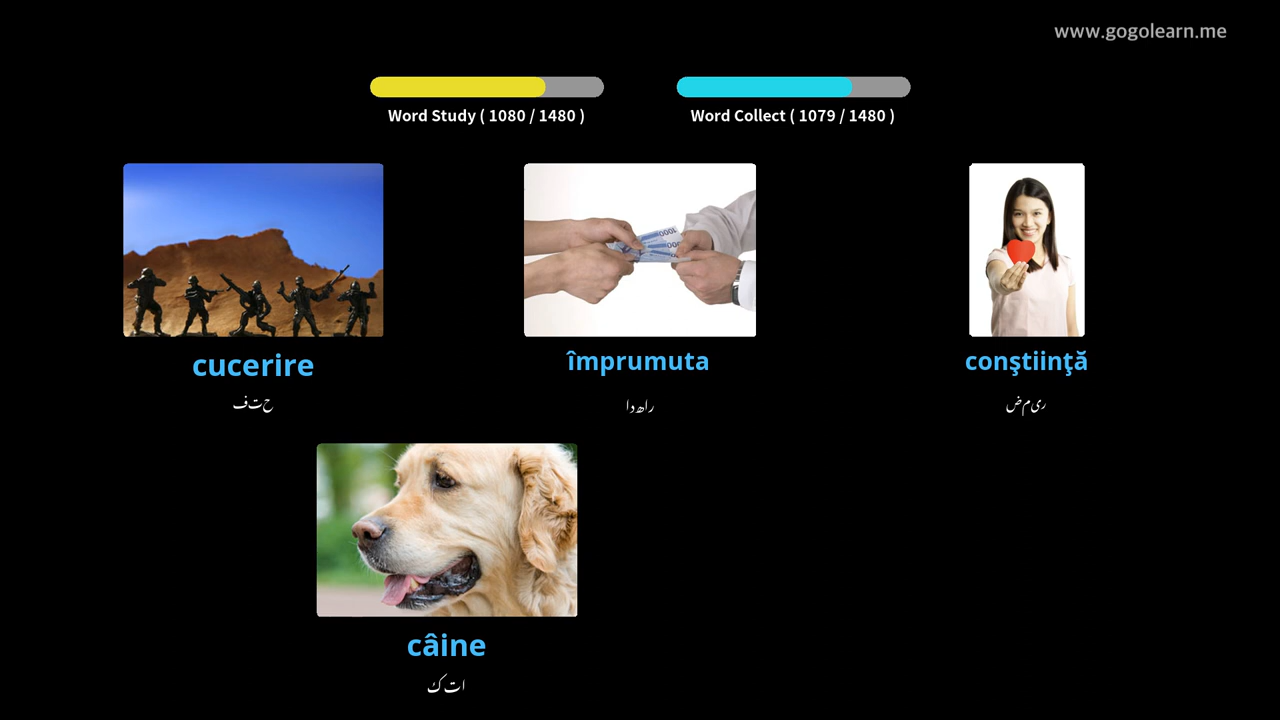 www.gogolearn.me
Word Study ( 1080 / 1480 )
Word Collect ( 1079 / 1480 )
cucerire
حتف
împrumuta
راھدا
conştiinţă
ریمض
câine
اتک